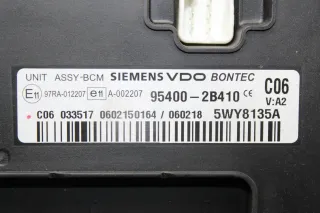 UNIT ASSY-BCM SIEMENS VDO BONTEC C06
E11 97RA-012207 e11 A-002207 95400-2B410 CE V:A2
C06 033517 0602150164 / 060218 5WY8135A